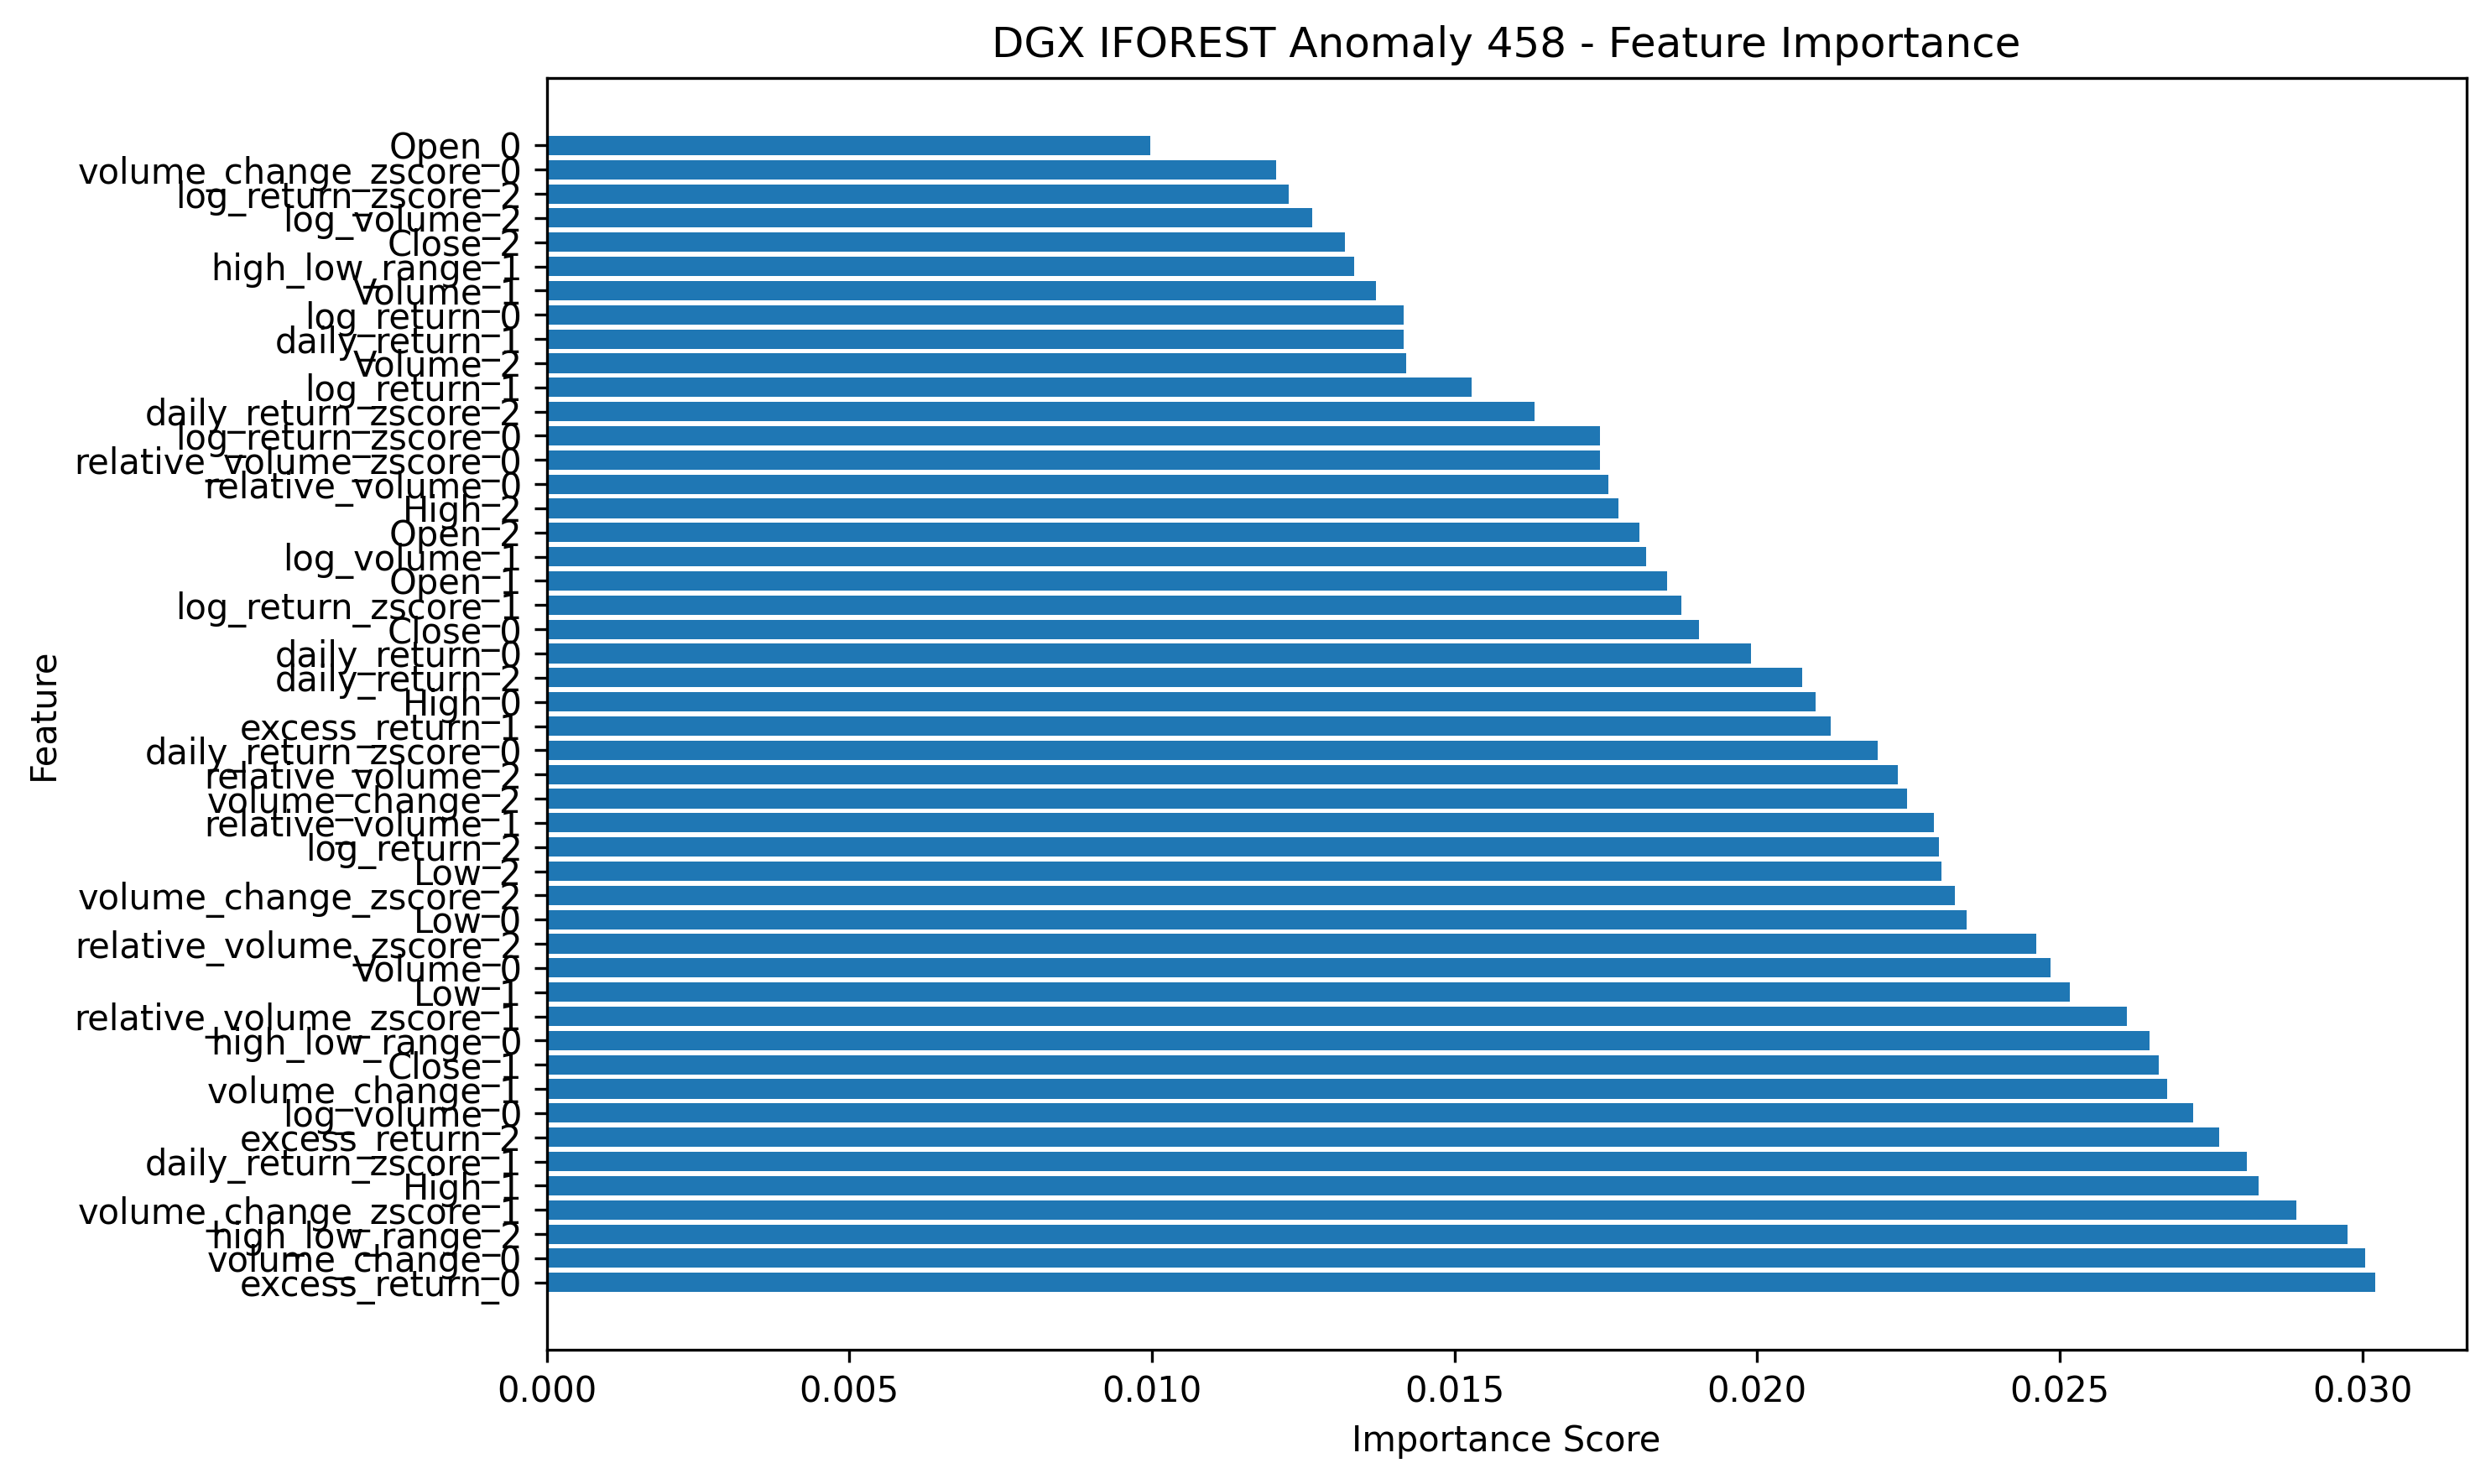 DGX IFOREST Anomaly 458 - Feature Importance
Open_0
volume_change_zscore_0
log_return_zscore_2
log_volume_2
Close_2
high_low_range_1
Volume_1
log_return_0
daily_return_1
Volume_2
log_return_1
daily_return_zscore_2
log_return_zscore_0
relative_volume_zscore_0
relative_volume_0
High_2
Open_2
log_volume_1
Open_1
log_return_zscore_1
Close_0
daily_return_0
daily_return_2
High_0
excess_return_1
daily_return_zscore_0
relative_volume_2
volume_change_2
relative_volume_1
log_return_2
Low_2
volume_change_zscore_2
Low_0
relative_volume_zscore_2
Volume_0
Low_1
relative_volume_zscore_1
high_low_range_0
Close_1
volume_change_1
log_volume_0
excess_return_2
daily_return_zscore_1
High_1
volume_change_zscore_1
high_low_range_2
volume_change_0
excess_return_0
Feature
0.000 0.005 0.010 0.015 0.020 0.025 0.030
Importance Score